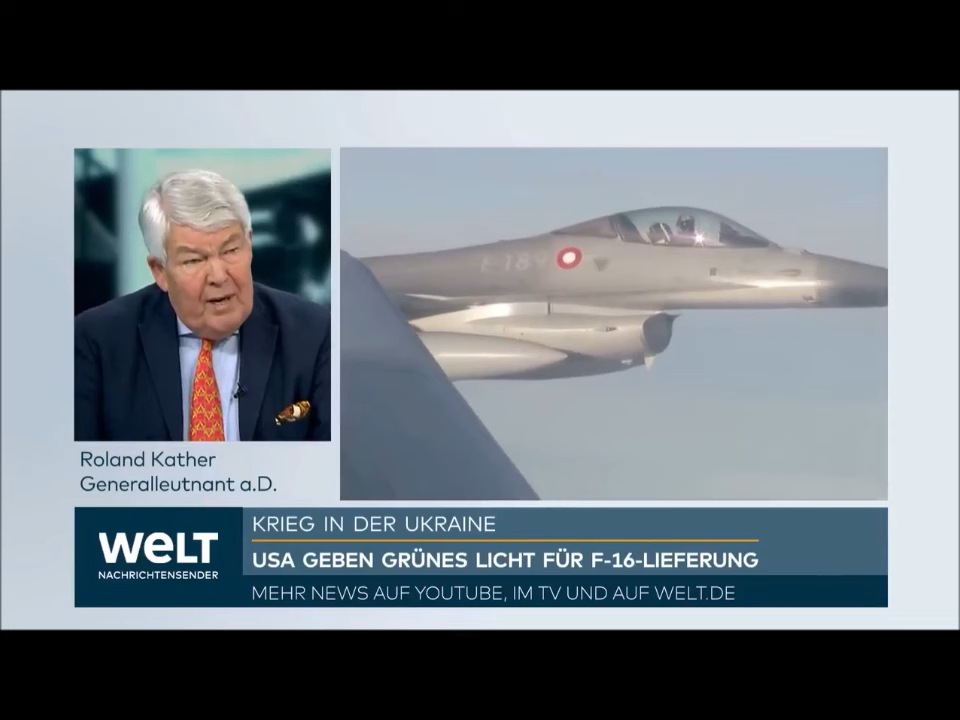 Roland Kather
Generalleutnant a.D.
WELT
NACHRICHTENSENDER
KRIEG IN DER UKRAINE
USA GEBEN GRÜNES LICHT FÜR F-16-LIEFERUNG
MEHR NEWS AUF YOUTUBE, IM TV UND AUF WELT.DE